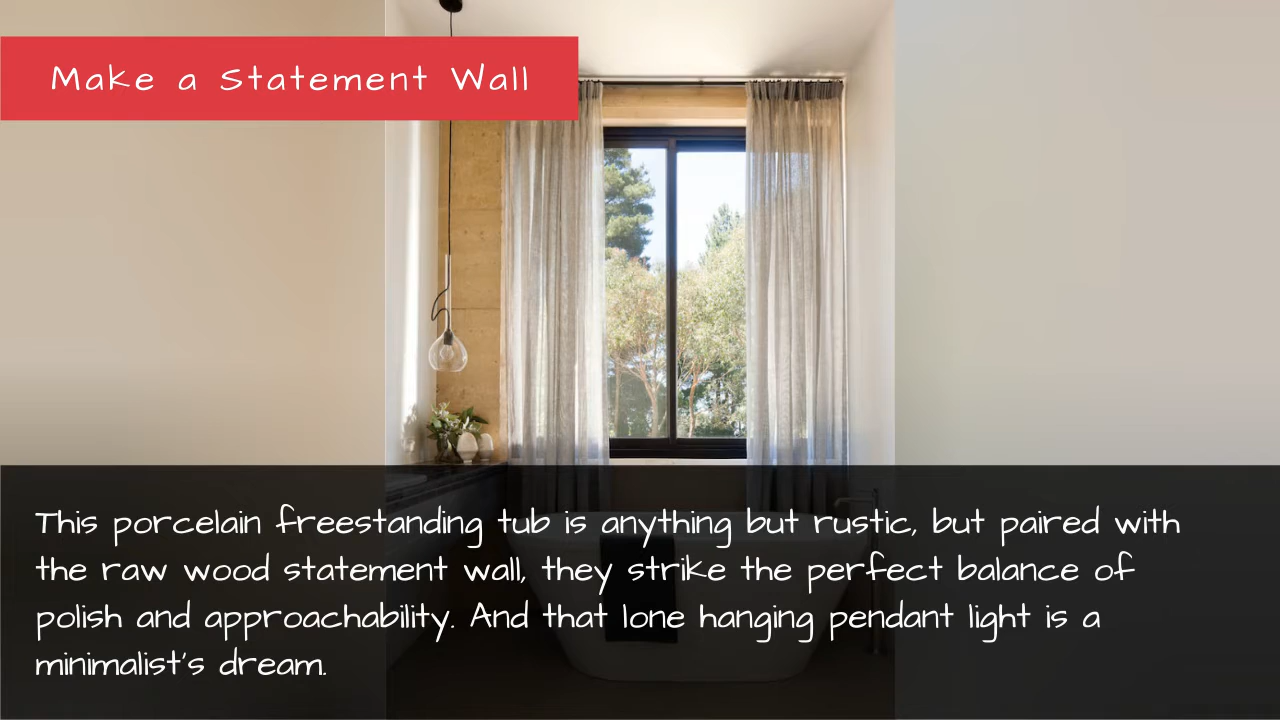 Make a Statement Wall
This porcelain freestanding tub is anything but rustic, but paired with
the raw wood statement wall, they strike the perfect balance of
polish and approachability. And that lone hanging pendant light is a
minimalist's dream.